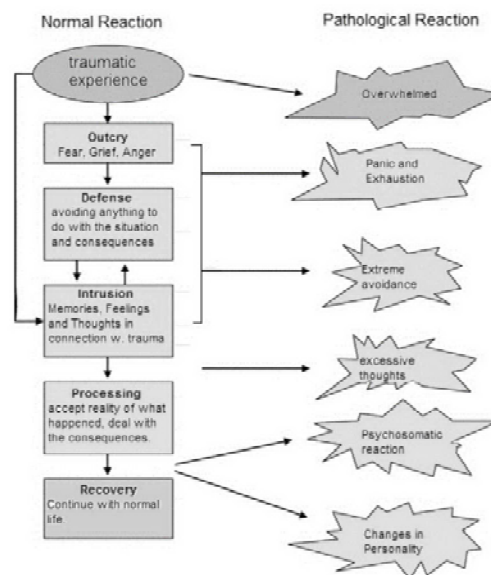 Normal Reaction
Pathological Reaction
traumatic
experience
Overwhelmed
Outcry
Fear, Grief, Anger
Panic and
Exhaustion
Defense
avoiding anything to
do with the situation
and consequences
Extreme
avoidance
Intrusion
Memories, Feelings
and Thoughts in
connection w. trauma
excessive
thoughts
Processing
accept reality of what
happened, deal with
the consequences.
Psychosomatic
reaction
Recovery
Continue with normal
life
Changes in
Personality